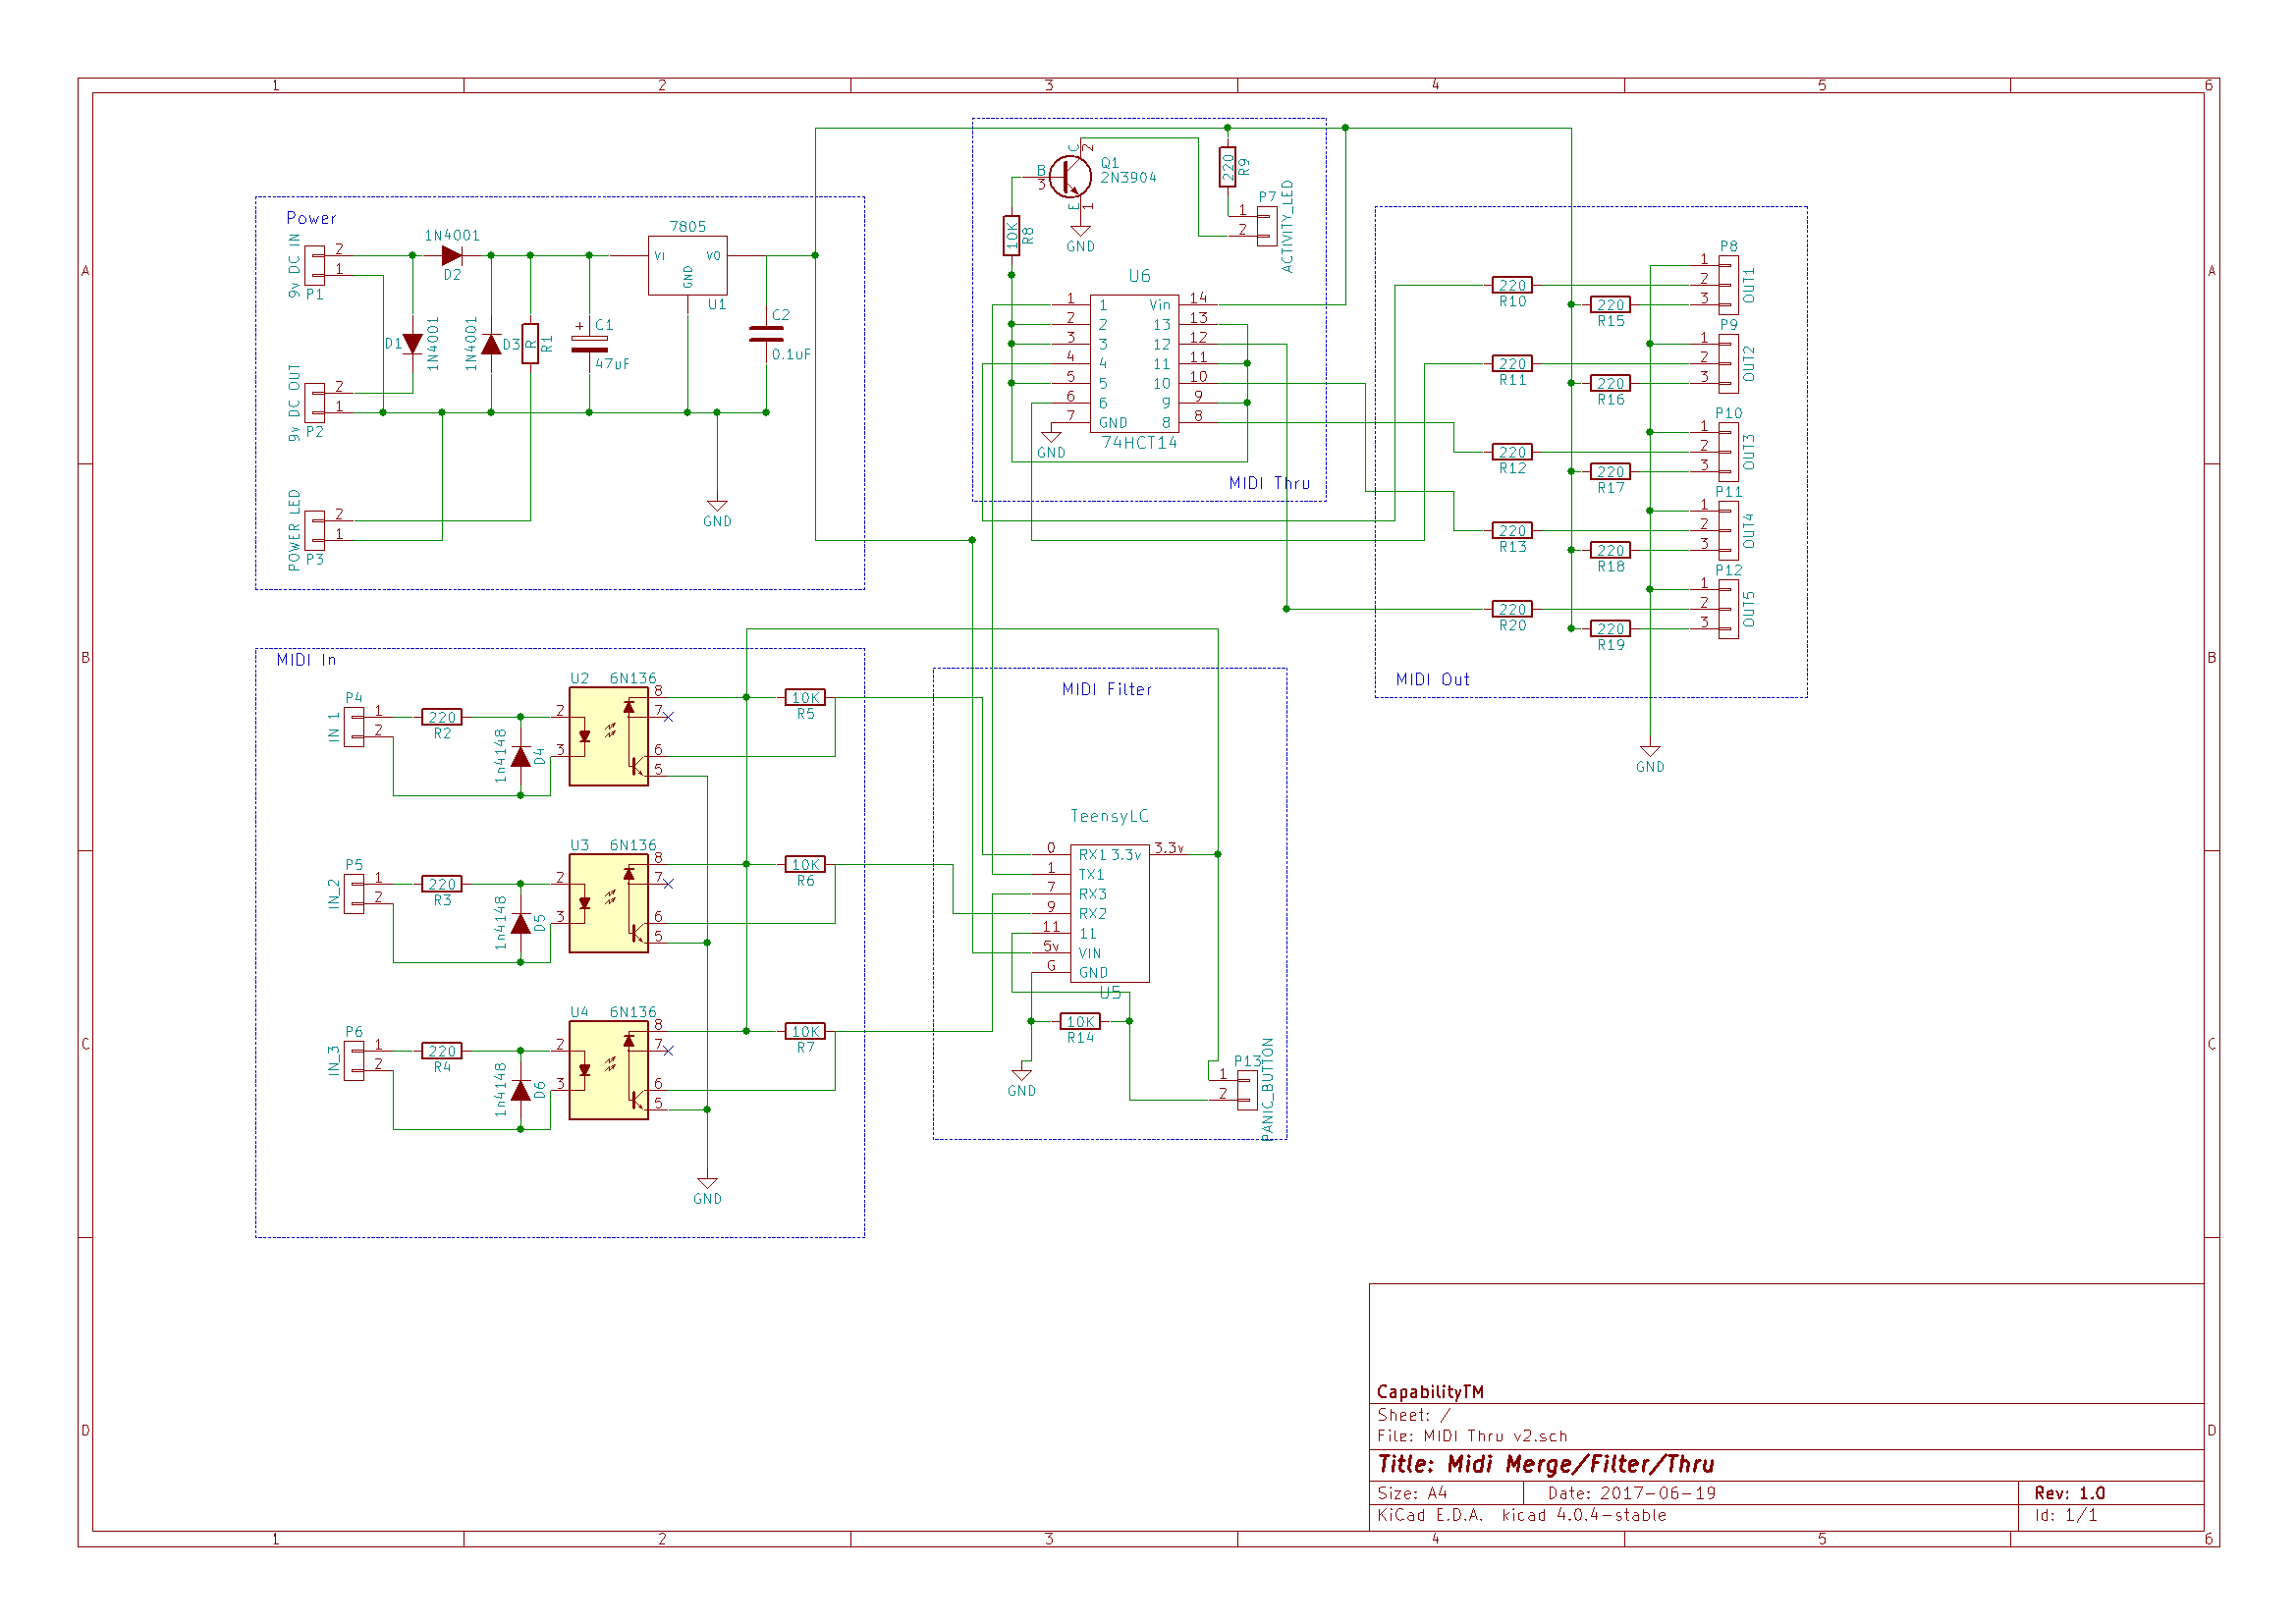 1 2 3 4 5 6
A
B
C
D
A
B
C
D
1 2 3 4 5 6
Power
9v DC IN
P1
2
1
1N4001
D2
D1
1N4001
1N4001
D3
R
R1
+
C1
47uF
7805
VI
VO
GND
U1
C2
0.1uF
9v DC OUT
P2
2
1
POWER LED
P3
2
1
GND
Q1
2N3904
B
3
C
2
E
1
GND
10K
R8
220
R9
P7
1
2
ACTIVITY_LED
U6
1 1 Vin 14
2 2 13 13
3 3 12 12
4 4 11 11
5 5 10 10
6 6 9 9
7 GND 8 8
74HCT14
GND
MIDI Thru
220
R10
220
R15
220
R11
220
R16
220
R12
220
R17
220
R13
220
R18
220
R20
220
R19
P8
1
2
3
OUT1
P9
1
2
3
OUT2
P10
1
2
3
OUT3
P11
1
2
3
OUT4
P12
1
2
3
OUT5
MIDI Out
GND
MIDI In
P4
IN 1
1
2
220
R2
1n4148
D4
U2 6N136
2
3
8
7
6
5
10K
R5
P5
IN_2
1
2
220
R3
1n4148
D5
U3 6N136
2
3
8
7
6
5
10K
R6
P6
IN_3
1
2
220
R4
1n4148
D6
U4 6N136
2
3
8
7
6
5
10K
R7
GND
MIDI Filter
TeensyLC
0 RX1 3.3v 3.3v
1 TX1
7 RX3
9 RX2
11 11
5v VIN
G GND
U5
10K
R14
GND
P13
1
2
PANIC_BUTTON
CapabilityTM
Sheet: /
File: MIDI Thru v2.sch
Title: Midi Merge/Filter/Thru
Size: A4 Date: 2017-06-19 Rev: 1.0
KiCad E.D.A. kicad 4.0.4-stable Id: 1/1